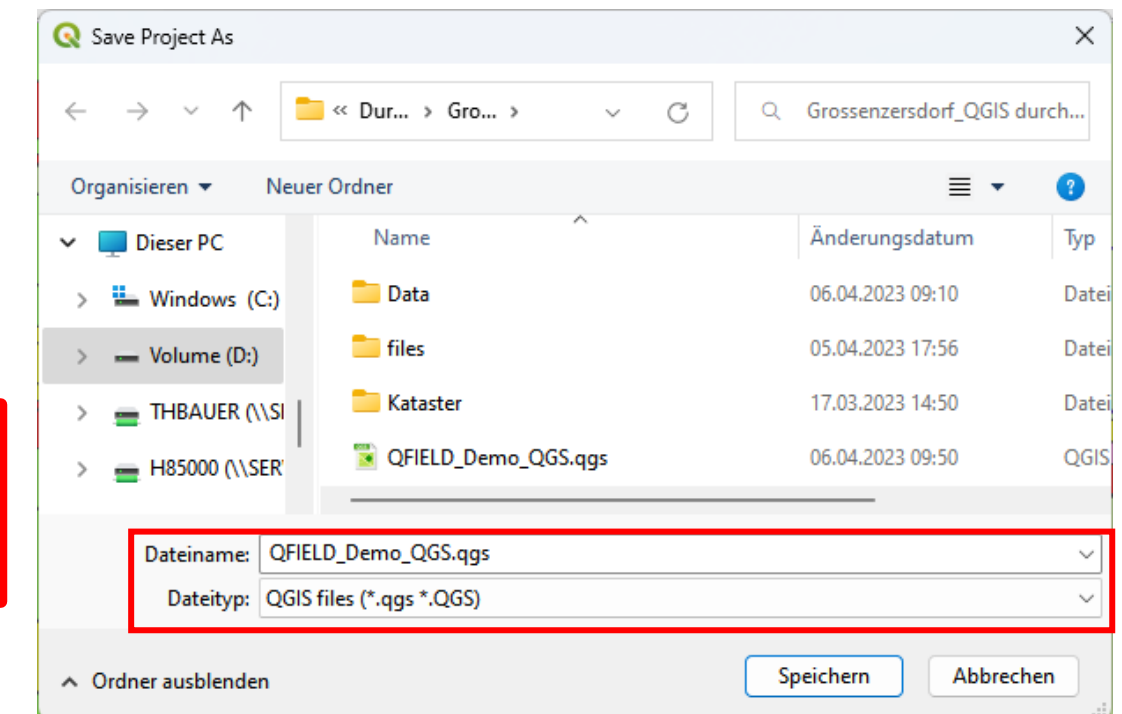 Save Project As
« Dur... › Gro... ›
Grossenzersdorf_QGIS durch...
Organisieren
Neuer Ordner
Name
Änderungsdatum
Typ
Dieser PC
Windows (C:)
Volume (D:)
THBAUER (\\SI
H85000 (\\SER
Data 06.04.2023 09:10 Datei
files 05.04.2023 17:56 Datei
Kataster 17.03.2023 14:50 Datei
QFIELD_Demo_QGS.qgs 06.04.2023 09:50 QGIS
Dateiname: QFIELD_Demo_QGS.qgs
Dateityp: QGIS files (*.qgs *.QGS)
Ordner ausblenden
Speichern
Abbrechen